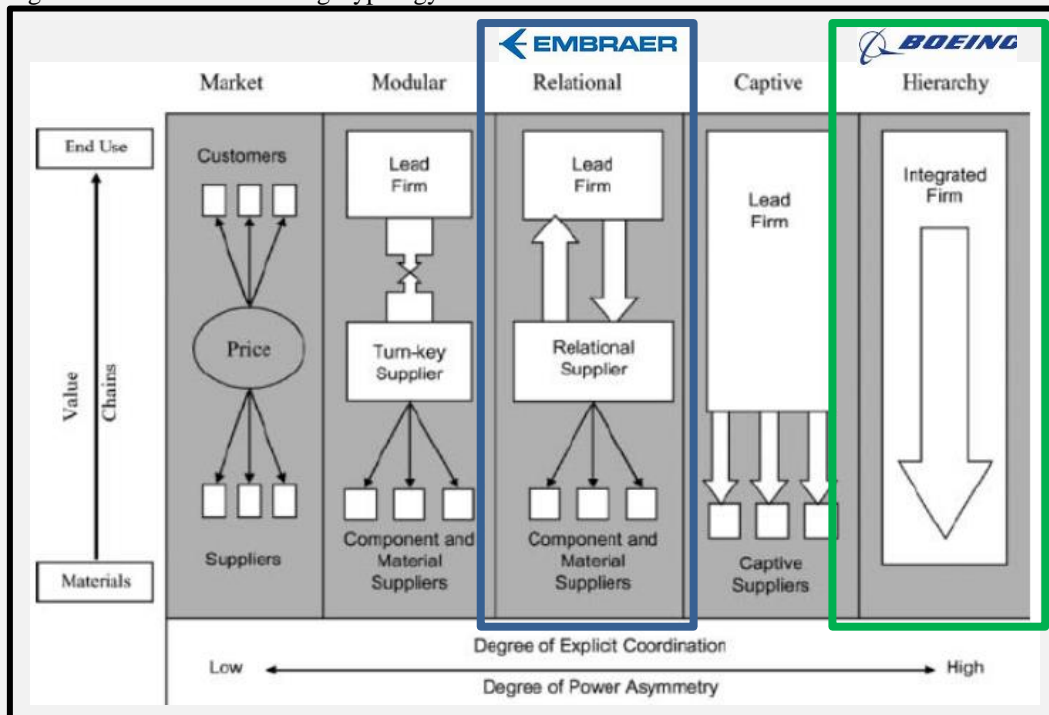 EMBRAER
BOEING
Market
Modular
Relational
Captive
Hierarchy
End Use
Value
Chains
Materials
Customers
Price
Suppliers
Lead
Firm
Turn-key
Supplier
Component and
Material
Suppliers
Lead
Firm
Relational
Supplier
Component and
Material
Suppliers
Lead
Firm
Captive
Suppliers
Integrated
Firm
Degree of Explicit Coordination
Low
High
Degree of Power Asymmetry